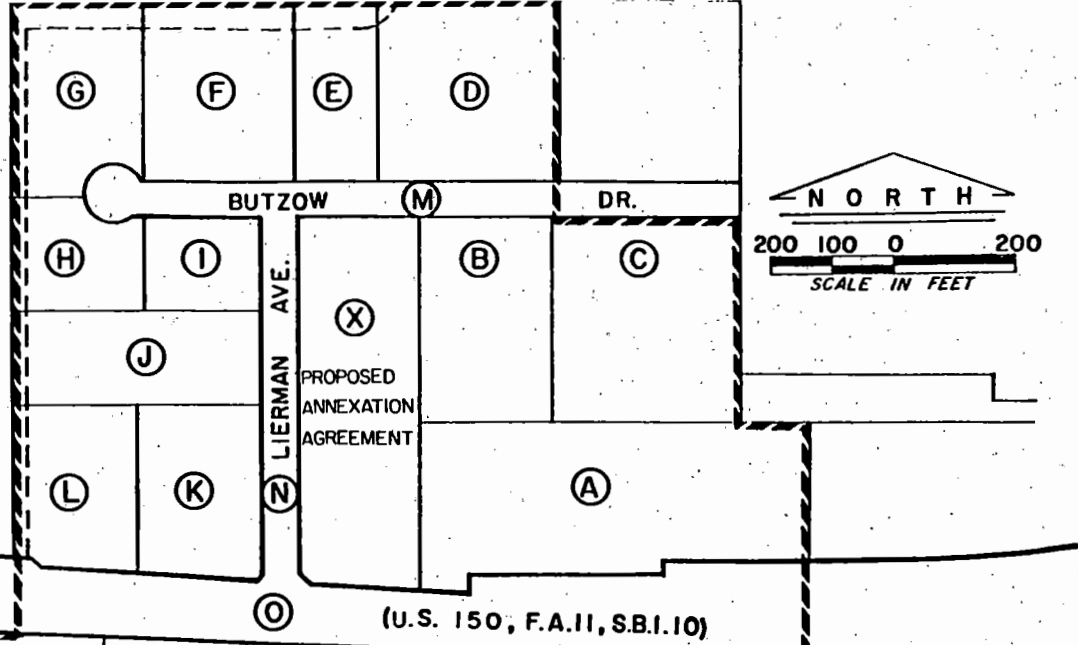 G F E D
BUTZOW M DR.
NORTH
200 100 0 200
SCALE IN FEET
H I B C
LIERMAN AVE.
X
J
PROPOSED
ANNEXATION
AGREEMENT
L K N A
O
(U.S. 150, F.A.11, S.B.I.10)